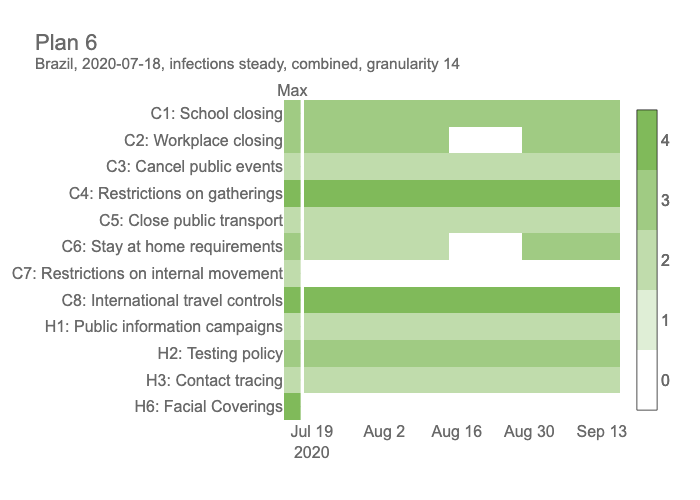 Plan 6
Brazil, 2020-07-18, infections steady, combined, granularity 14
Max
C1: School closing
C2: Workplace closing
C3: Cancel public events
C4: Restrictions on gatherings
C5: Close public transport
C6: Stay at home requirements
C7: Restrictions on internal movement
C8: International travel controls
H1: Public information campaigns
H2: Testing policy
H3: Contact tracing
H6: Facial Coverings
Jul 19 Aug 2 Aug 16 Aug 30 Sep 13
2020
4
3
2
1
0